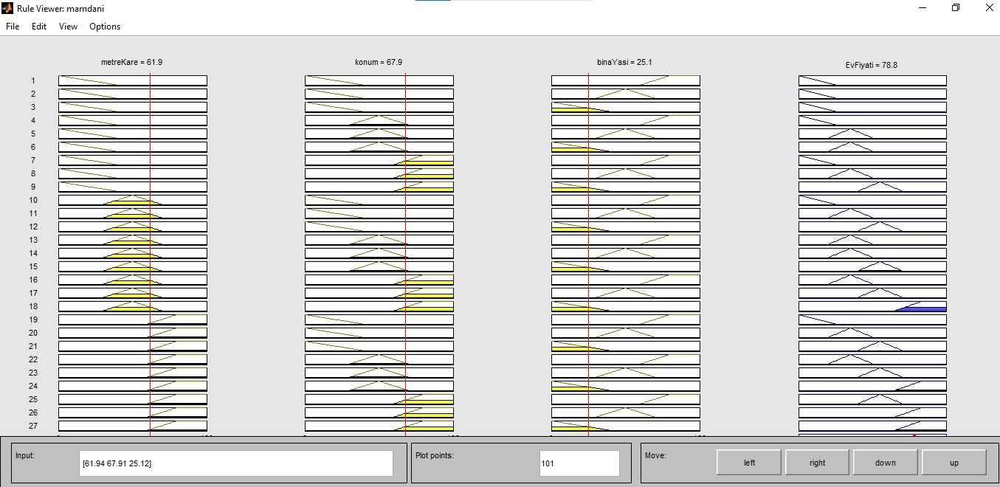 Rule Viewer: mamdani
File Edit View Options
metreKare = 61.9
konum = 67.9
binaYasi = 25.1
EvFiyati = 78.8
1
2
3
4
5
6
7
8
9
10
11
12
13
14
15
16
17
18
19
20
21
22
23
24
25
26
27
Input:
[61.94 67.91 25.12]
Plot points:
101
Move:
left
right
down
up